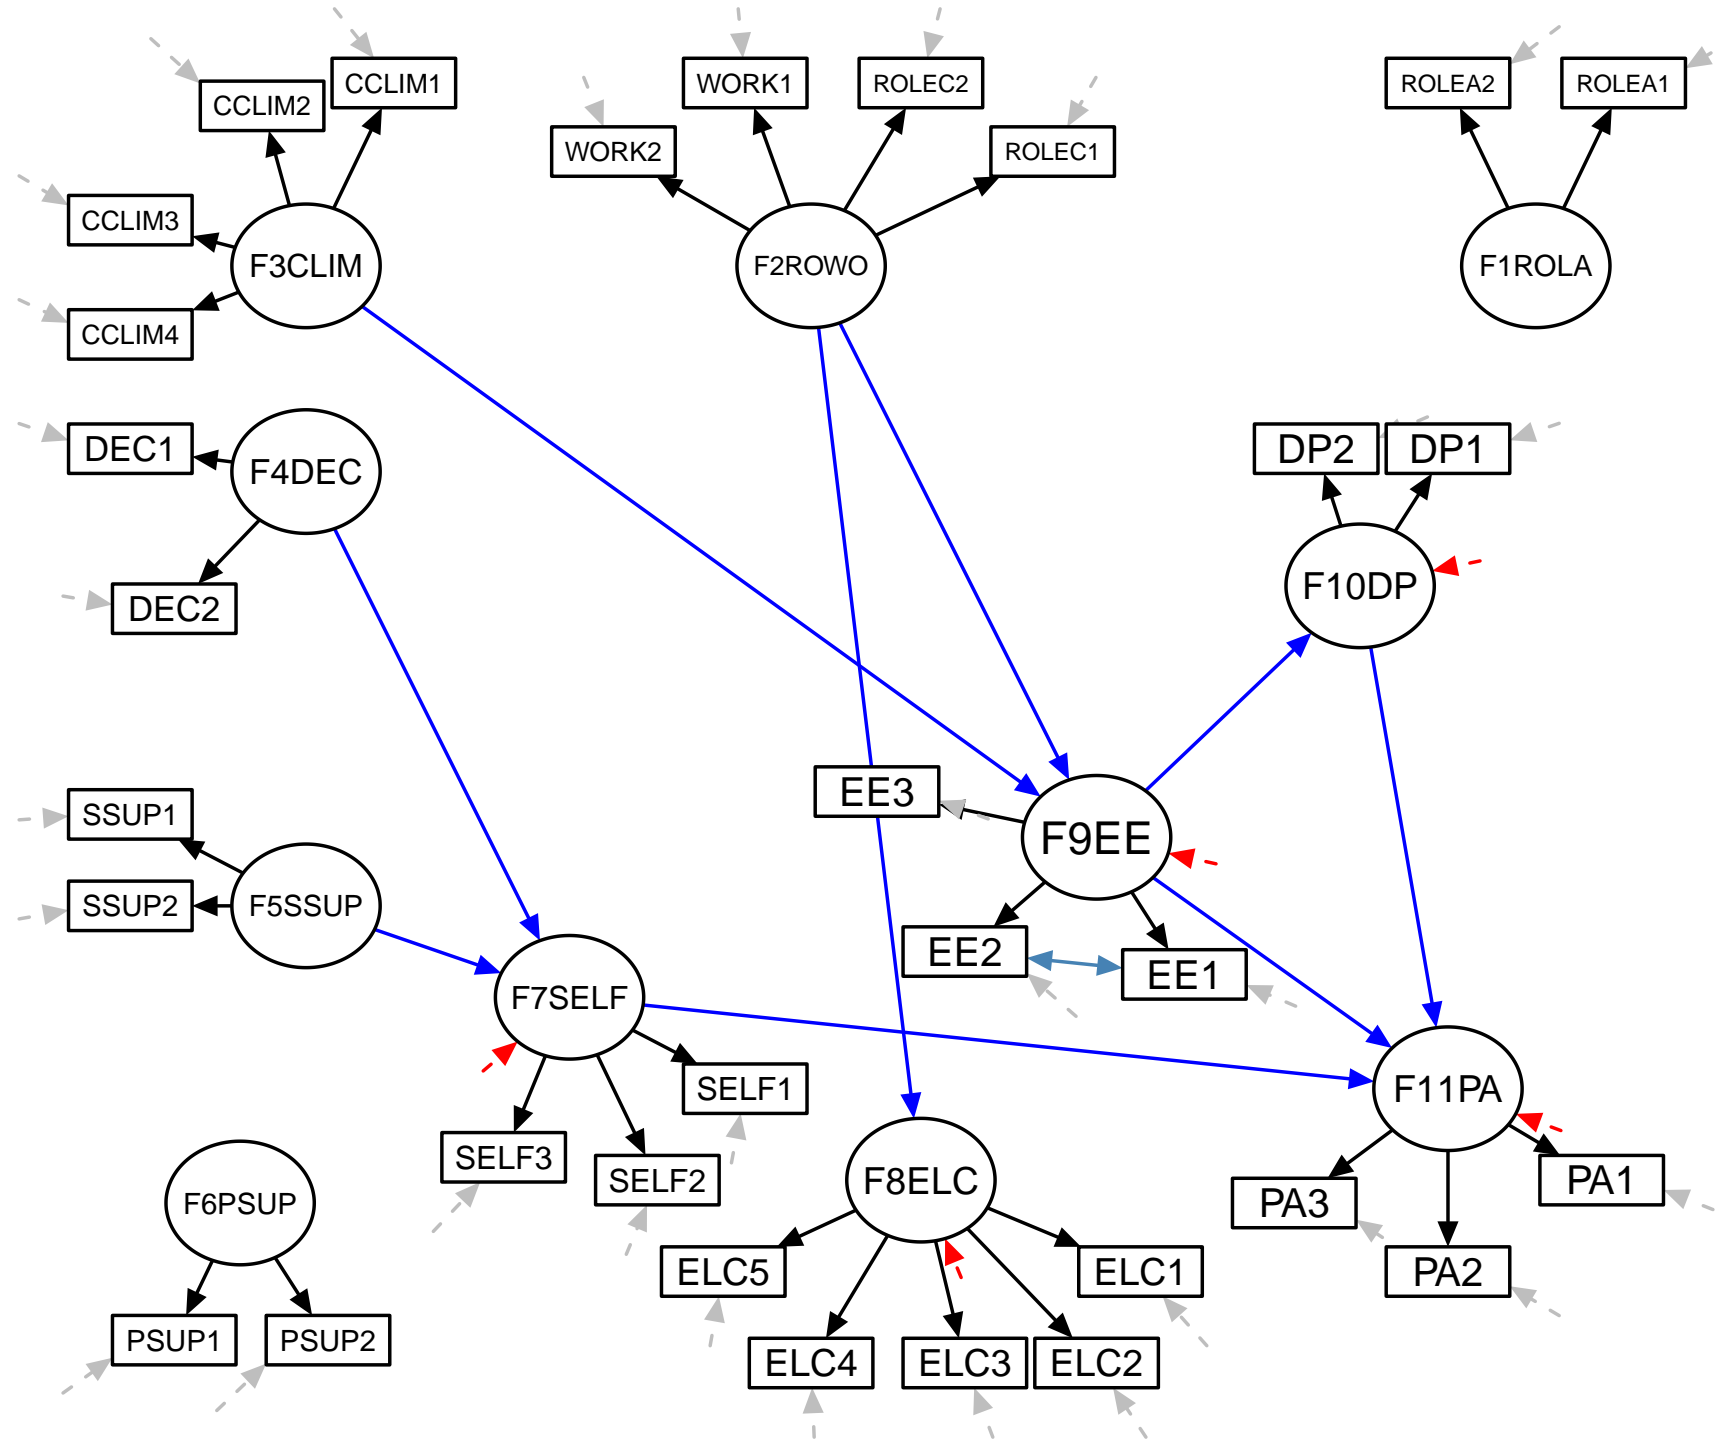 CCLIM1
WORK1
ROLEC2
ROLEA2
ROLEA1
CCLIM2
WORK2
ROLEC1
CCLIM3
F3CLIM
F2ROWO
F1ROLA
CCLIM4
DEC1
F4DEC
DP2
DP1
F10DP
DEC2
EE3
SSUP1
F9EE
SSUP2
F5SSUP
EE2
EE1
F7SELF
SELF1
F11PA
SELF3
SELF2
F8ELC
PA1
PA3
F6PSUP
ELC5
ELC1
PA2
PSUP1
PSUP2
ELC4
ELC3
ELC2